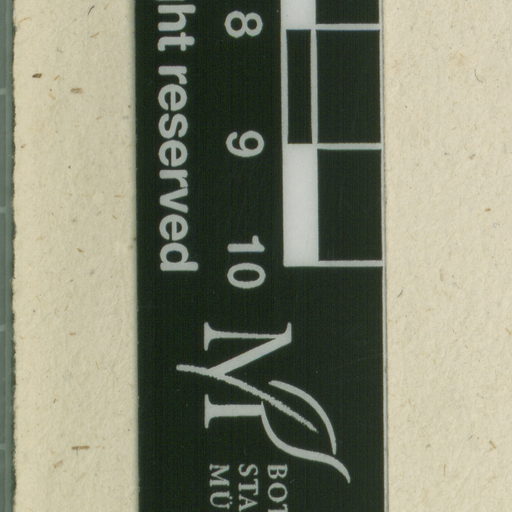 ht reserved
8 9 10
M
BOT
STA
MÜ